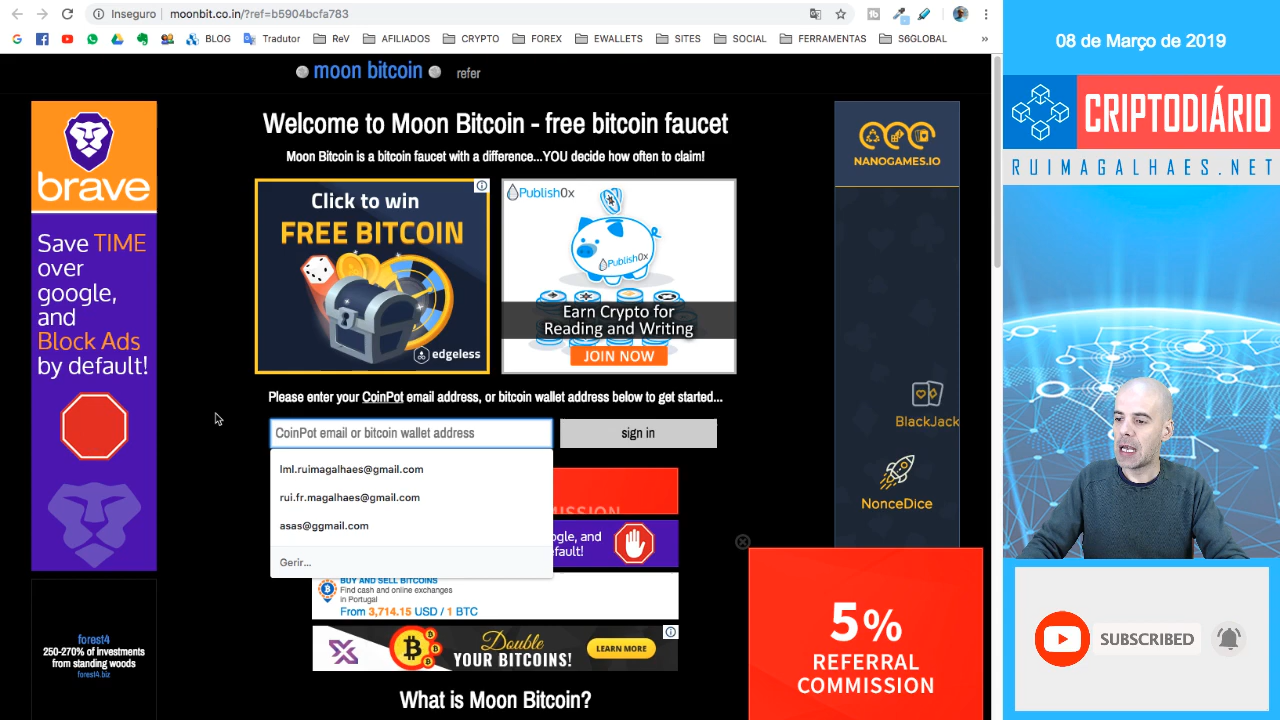 Inseguro
moonbit.co.in/?ref=b5904bcfa783
BLOG
Tradutor
ReV
AFILIADOS
CRYPTO
FOREX
EWALLETS
SITES
SOCIAL
FERRAMENTAS
S6GLOBAL
»
moon bitcoin
refer
Welcome to Moon Bitcoin - free bitcoin faucet
Moon Bitcoin is a bitcoin faucet with a difference...YOU decide how often to claim!
brave
Save TIME
over
google,
and
Block Ads
by default!
Click to win
FREE BITCOIN
edgeless
Publish0x
Publish0x
Earn Crypto for
Reading and Writing
JOIN NOW
NANOGAMES.IO
BlackJack
NonceDice
Please enter your CoinPot email address, or bitcoin wallet address below to get started...
CoinPot email or bitcoin wallet address
sign in
lml.ruimagalhaes@gmail.com
rui.fr.magalhaes@gmail.com
asas@ggmail.com
Gerir...
MISSION
ogle, and
efault!
BUY AND SELL BITCOINS
Find cash and online exchanges
in Portugal
From 3,714.15 USD / 1 BTC
Double
YOUR BITCOINS!
LEARN MORE
What is Moon Bitcoin?
forest4
250-270% of investments
from standing woods
forest4.biz
5%
REFERRAL
COMMISSION
08 de Março de 2019
CRIPTODIÁRIO
RUIMAGALHAES.NET
SUBSCRIBED